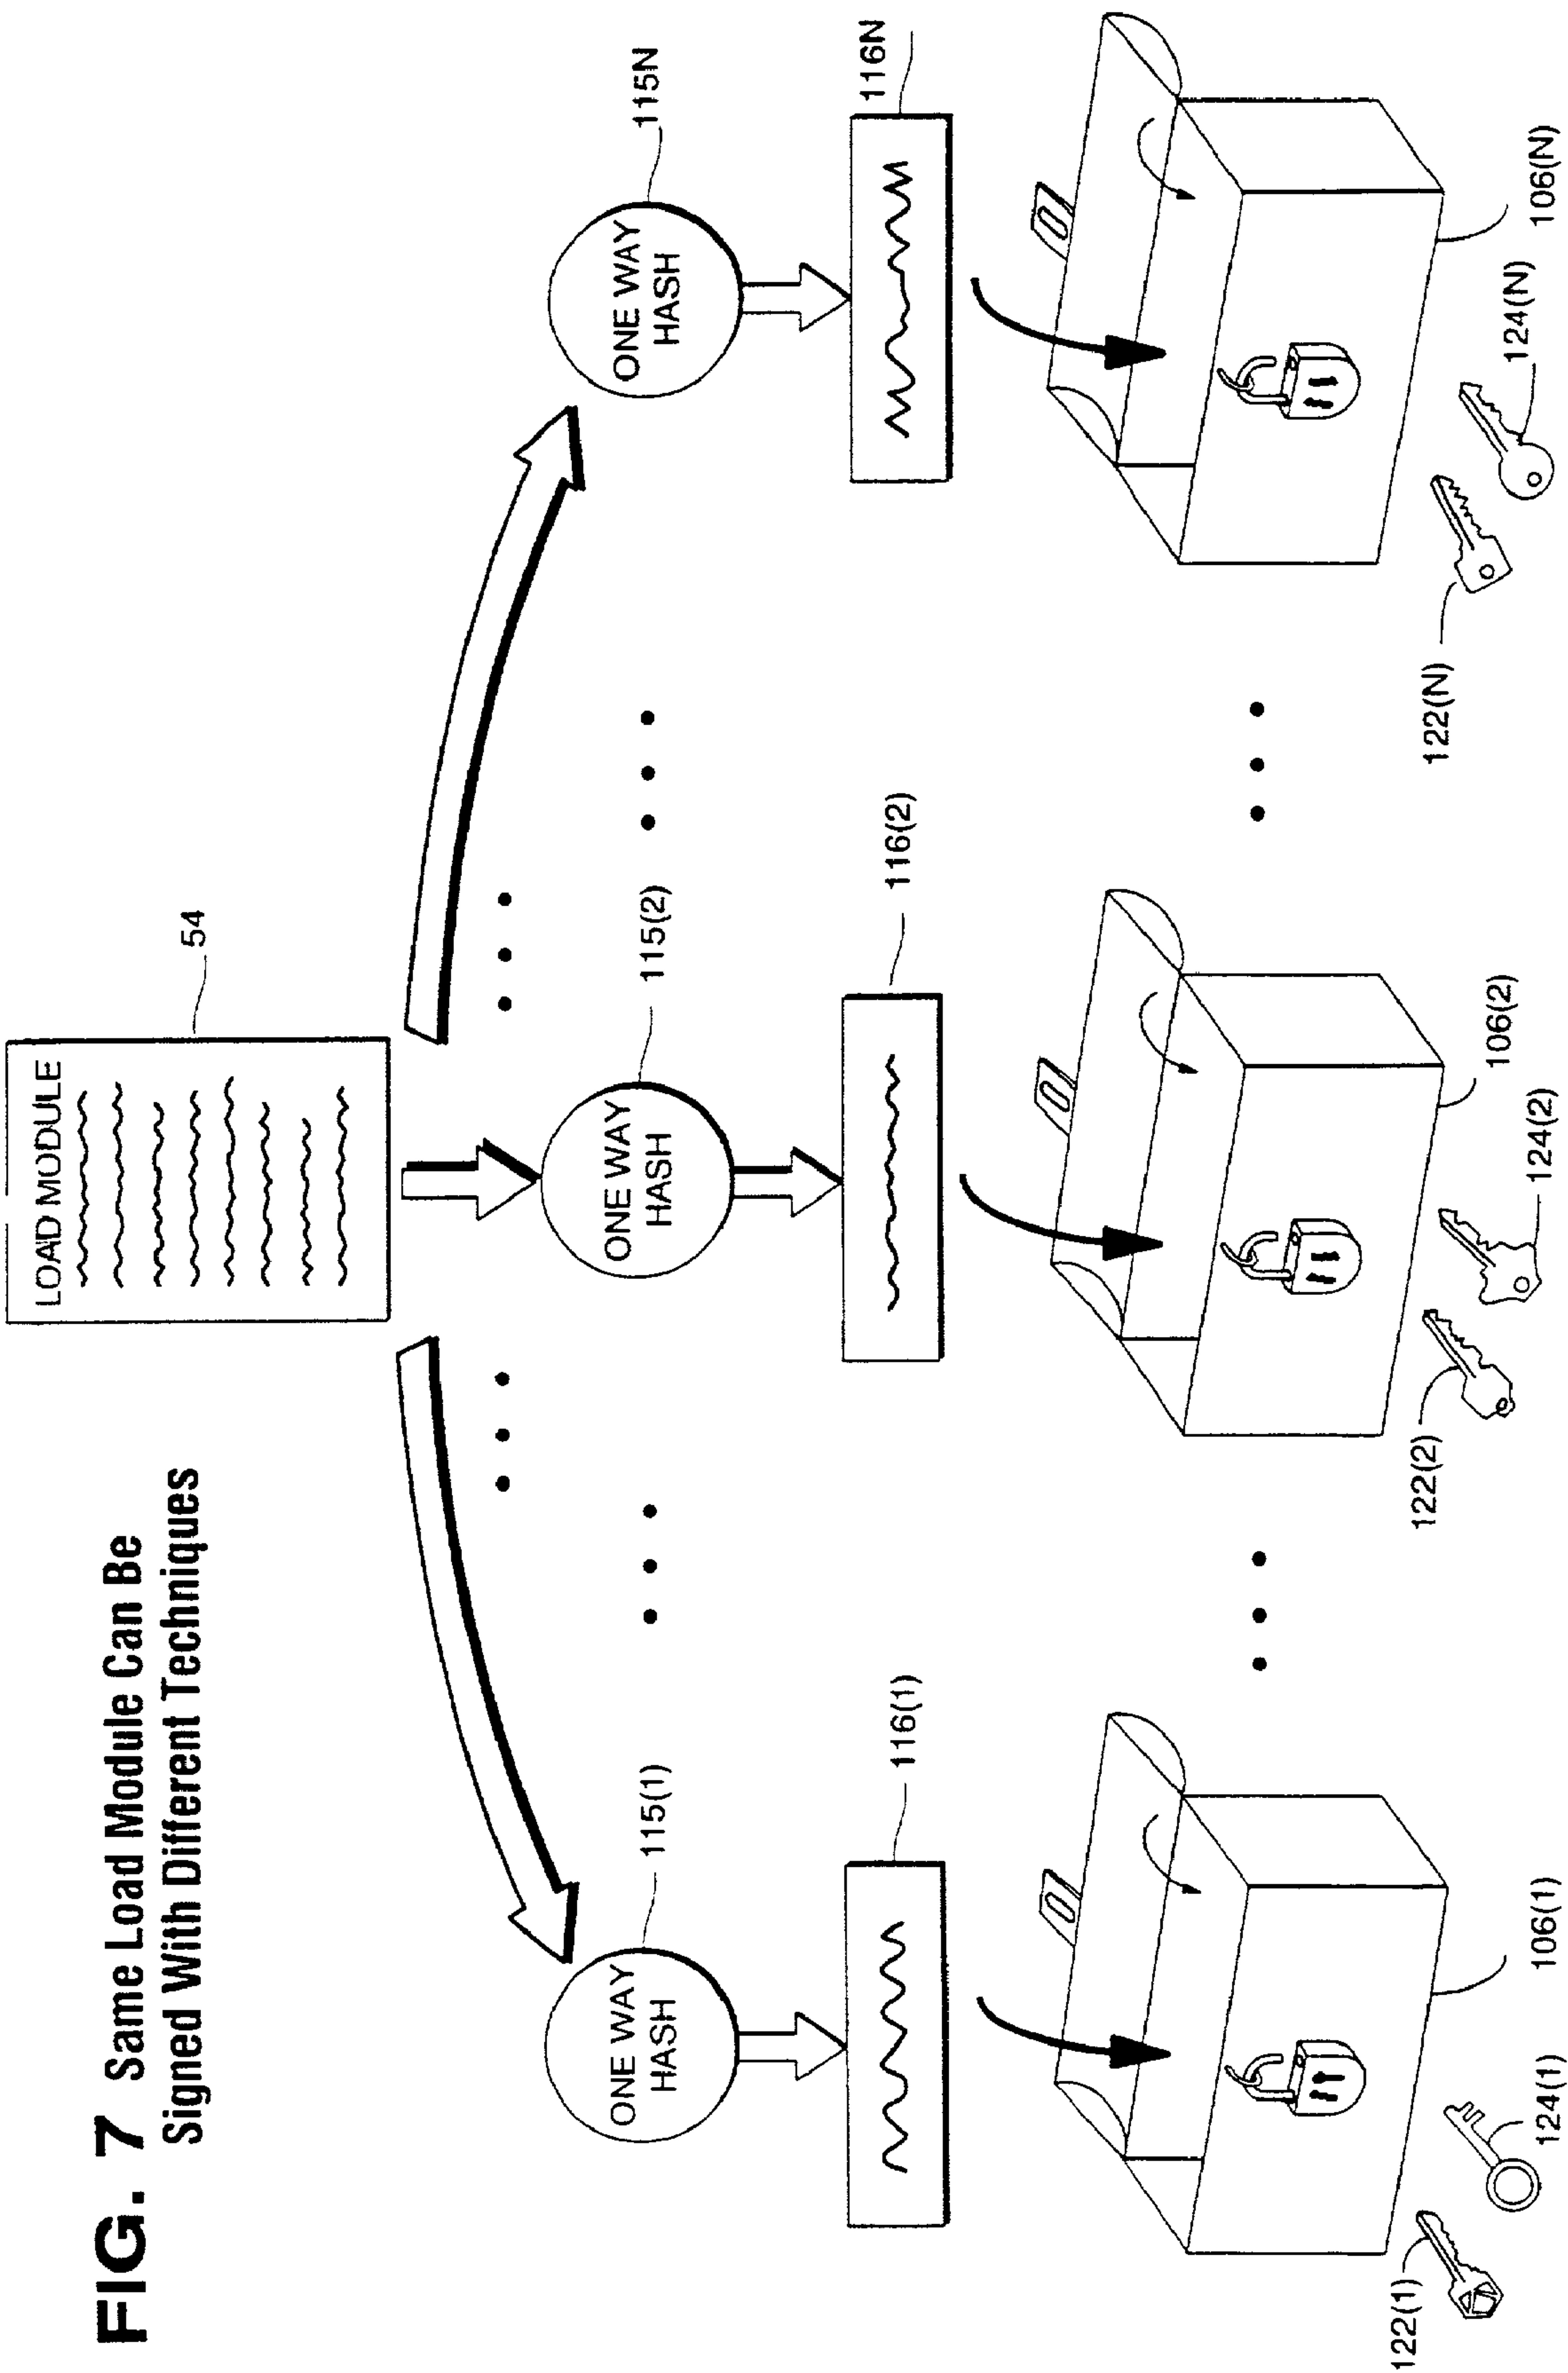 FIG. 7 Same Load Module Can Be
Signed With Different Techniques
LOAD MODULE
54
ONE WAY
HASH
115(1)
ONE WAY
HASH
115(2)
ONE WAY
HASH
115N
116(1)
116(2)
116N
122(1)
124(1)
106(1)
122(2)
124(2)
106(2)
122(N)
124(N)
106(N)